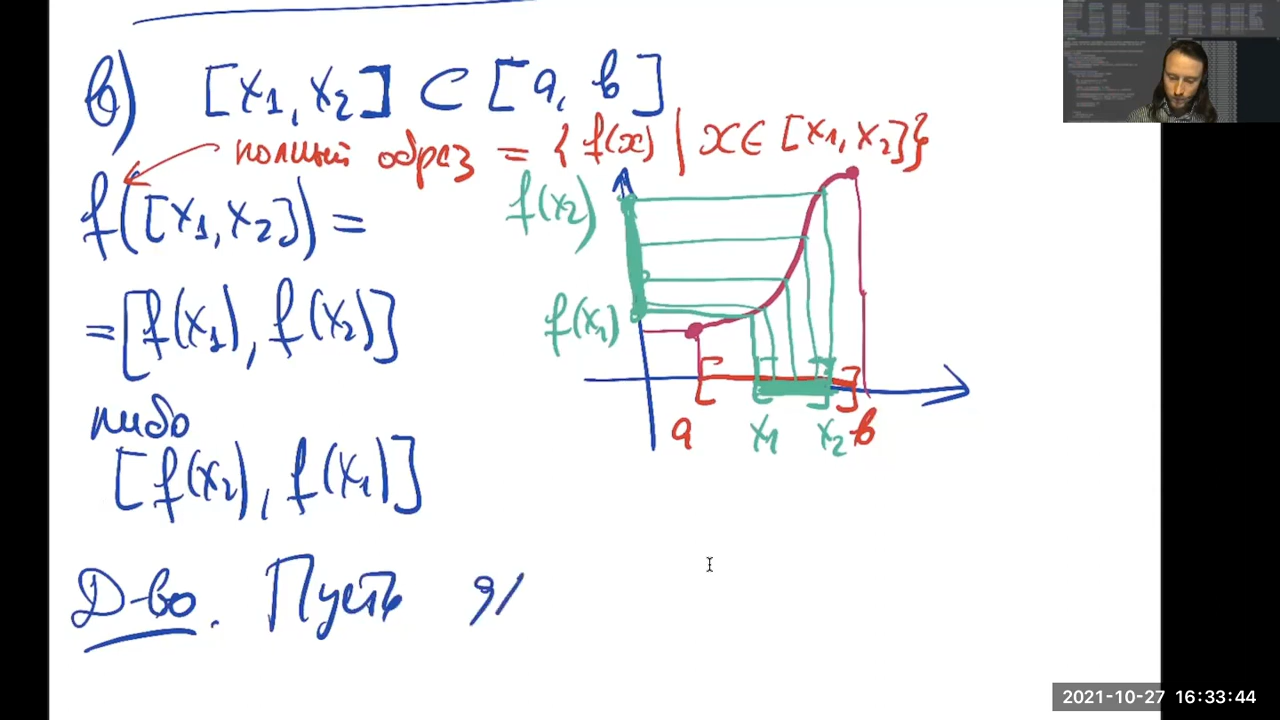 в) [x₁, x₂] ⊂ [a, b]
полный образ = { f(x) | x ∈ [x₁, x₂] }
f([x₁, x₂]) =
= [f(x₁), f(x₂)]
либо
[f(x₂), f(x₁)]
f(x₂)
f(x₁)
[ [ ] ]
a x₁ x₂ b
Д-во. Пусть
2021-10-27 16:33:44